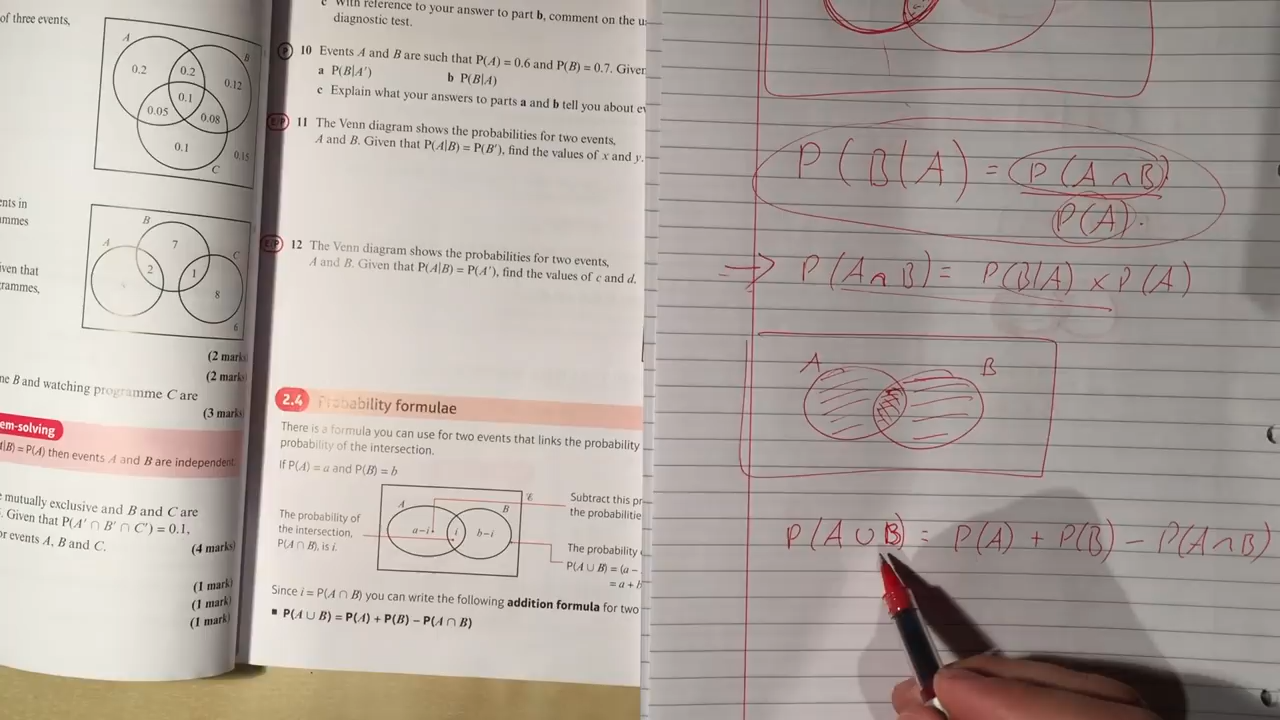 of three events,
A
B
0.2
0.2
0.12
0.1
0.05
0.08
0.1
0.15
C
ents in
mmes
B
A
7
C
2
1
8
6
iven that
grammes,
(2 marks
(2 marks
ne B and watching programme C are
(3 marks
em-solving
A|B) = P(A) then events A and B are independent
e mutually exclusive and B and C are
. Given that P(A′ ∩ B′ ∩ C′) = 0.1,
or events A, B and C.
(4 marks
(1 mark
(1 mark
(1 mark
c With reference to your answer to part b, comment on the u
diagnostic test.
P 10 Events A and B are such that P(A) = 0.6 and P(B) = 0.7. Given
a P(B|A′) b P(B|A)
c Explain what your answers to parts a and b tell you about e
E/P 11 The Venn diagram shows the probabilities for two events,
A and B. Given that P(A|B) = P(B′), find the values of x and y.
E/P 12 The Venn diagram shows the probabilities for two events,
A and B. Given that P(A|B) = P(A′), find the values of c and d.
2.4 Probability formulae
There is a formula you can use for two events that links the probability
probability of the intersection.
If P(A) = a and P(B) = b
The probability of
the intersection,
P(A ∩ B), is i.
A
B
ℰ
a–i
i
b–i
Subtract this pr
the probabilitie
The probability
P(A ∪ B) = (a –
= a + b
Since i = P(A ∩ B) you can write the following addition formula for two
■ P(A ∪ B) = P(A) + P(B) – P(A ∩ B)
P(B|A) = P(A∩B)
P(A).
⇒ P(A∩B) = P(B|A) × P(A)
A
B
P(A∪B) = P(A) + P(B) – P(A∩B)